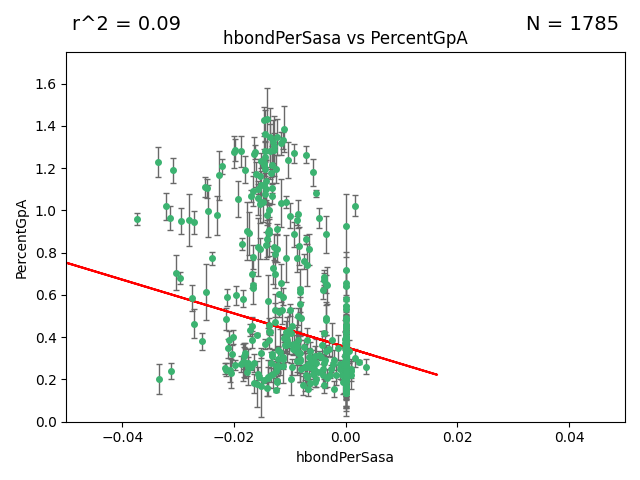 r^2 = 0.09
N = 1785
hbondPerSasa vs PercentGpA
1.6
1.4
1.2
1.0
0.8
0.6
0.4
0.2
0.0
PercentGpA
−0.04 −0.02 0.00 0.02 0.04
hbondPerSasa